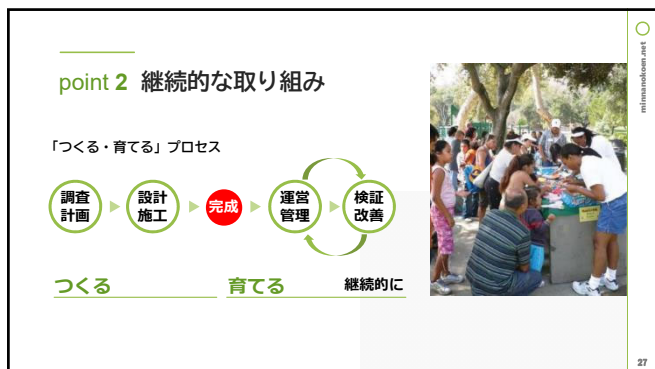 point 2 継続的な取り組み
「つくる・育てる」プロセス
調査
計画
設計
施工
完成
運営
管理
検証
改善
つくる
育てる
継続的に
minnanokoen.net
27